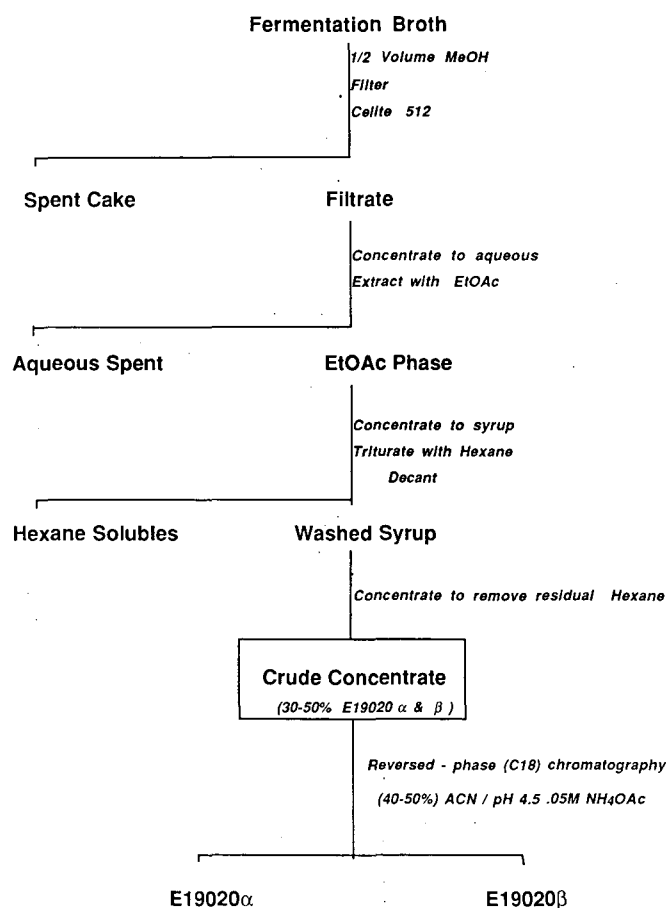 Fermentation Broth
1/2 Volume MeOH
Filter
Celite 512
Spent Cake
Filtrate
Concentrate to aqueous
Extract with EtOAc
Aqueous Spent
EtOAc Phase
Concentrate to syrup
Triturate with Hexane
Decant
Hexane Solubles
Washed Syrup
Concentrate to remove residual Hexane
Crude Concentrate
(30-50% E19020 α & β )
Reversed - phase (C18) chromatography
(40-50%) ACN / pH 4.5 .05M NH₄OAc
E19020α
E19020β